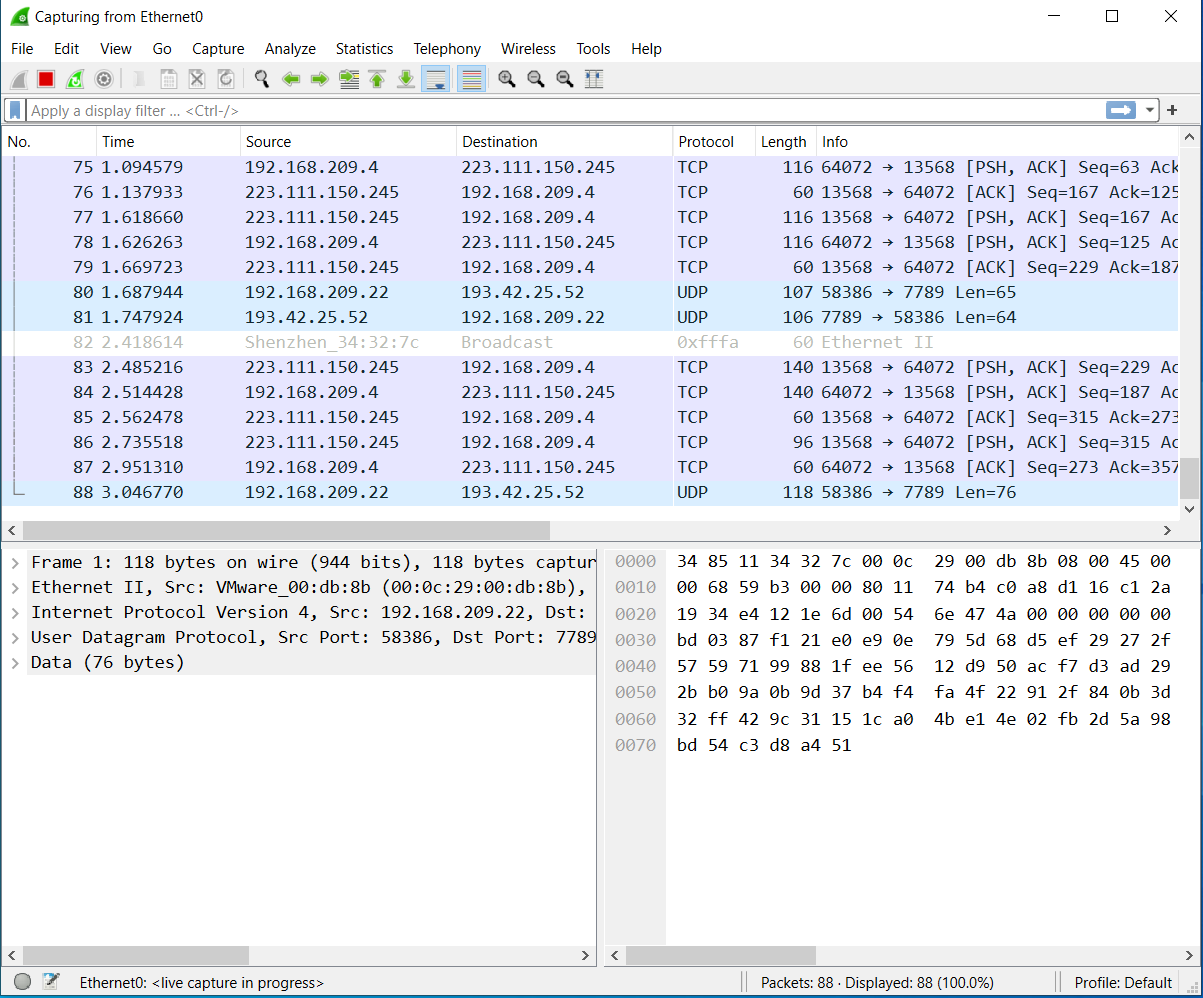 Capturing from Ethernet0
File Edit View Go Capture Analyze Statistics Telephony Wireless Tools Help
Apply a display filter … <Ctrl-/>
No. Time Source Destination Protocol Length Info
75 1.094579 192.168.209.4 223.111.150.245 TCP 116 64072 → 13568 [PSH, ACK] Seq=63 Ack
76 1.137933 223.111.150.245 192.168.209.4 TCP 60 13568 → 64072 [ACK] Seq=167 Ack=125
77 1.618660 223.111.150.245 192.168.209.4 TCP 116 13568 → 64072 [PSH, ACK] Seq=167 Ac
78 1.626263 192.168.209.4 223.111.150.245 TCP 116 64072 → 13568 [PSH, ACK] Seq=125 Ac
79 1.669723 223.111.150.245 192.168.209.4 TCP 60 13568 → 64072 [ACK] Seq=229 Ack=187
80 1.687944 192.168.209.22 193.42.25.52 UDP 107 58386 → 7789 Len=65
81 1.747924 193.42.25.52 192.168.209.22 UDP 106 7789 → 58386 Len=64
82 2.418614 Shenzhen_34:32:7c Broadcast 0xfffa 60 Ethernet II
83 2.485216 223.111.150.245 192.168.209.4 TCP 140 13568 → 64072 [PSH, ACK] Seq=229 Ac
84 2.514428 192.168.209.4 223.111.150.245 TCP 140 64072 → 13568 [PSH, ACK] Seq=187 Ac
85 2.562478 223.111.150.245 192.168.209.4 TCP 60 13568 → 64072 [ACK] Seq=315 Ack=273
86 2.735518 223.111.150.245 192.168.209.4 TCP 96 13568 → 64072 [PSH, ACK] Seq=315 Ac
87 2.951310 192.168.209.4 223.111.150.245 TCP 60 64072 → 13568 [ACK] Seq=273 Ack=357
88 3.046770 192.168.209.22 193.42.25.52 UDP 118 58386 → 7789 Len=76
Frame 1: 118 bytes on wire (944 bits), 118 bytes captur
Ethernet II, Src: VMware_00:db:8b (00:0c:29:00:db:8b),
Internet Protocol Version 4, Src: 192.168.209.22, Dst:
User Datagram Protocol, Src Port: 58386, Dst Port: 7789
Data (76 bytes)
0000 34 85 11 34 32 7c 00 0c 29 00 db 8b 08 00 45 00
0010 00 68 59 b3 00 00 80 11 74 b4 c0 a8 d1 16 c1 2a
0020 19 34 e4 12 1e 6d 00 54 6e 47 4a 00 00 00 00 00
0030 bd 03 87 f1 21 e0 e9 0e 79 5d 68 d5 ef 29 27 2f
0040 57 59 71 99 88 1f ee 56 12 d9 50 ac f7 d3 ad 29
0050 2b b0 9a 0b 9d 37 b4 f4 fa 4f 22 91 2f 84 0b 3d
0060 32 ff 42 9c 31 15 1c a0 4b e1 4e 02 fb 2d 5a 98
0070 bd 54 c3 d8 a4 51
Ethernet0: <live capture in progress>
Packets: 88 · Displayed: 88 (100.0%)
Profile: Default